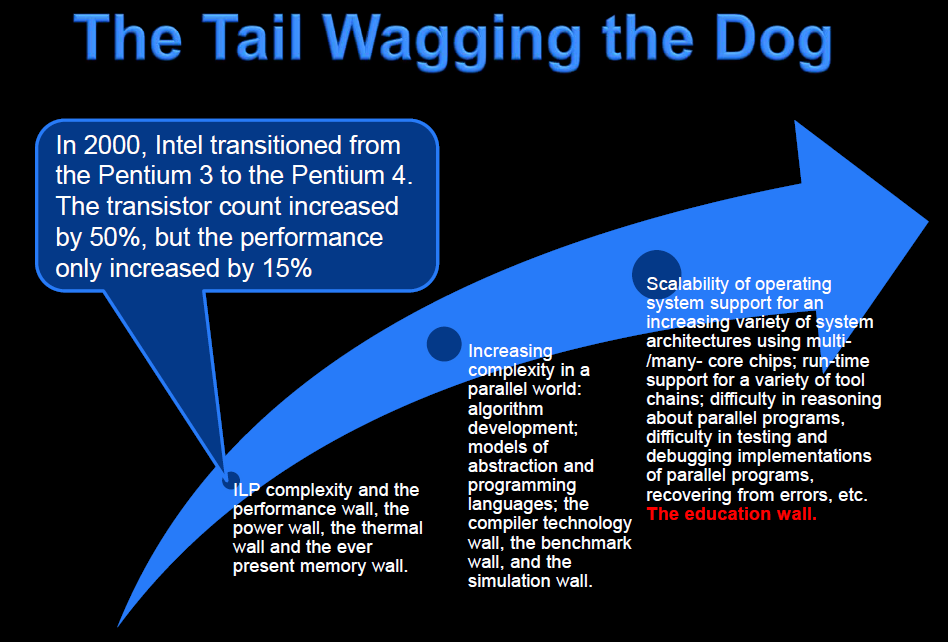 The Tail Wagging the Dog
In 2000, Intel transitioned from
the Pentium 3 to the Pentium 4.
The transistor count increased
by 50%, but the performance
only increased by 15%
ILP complexity and the
performance wall, the
power wall, the thermal
wall and the ever
present memory wall.
Increasing
complexity in a
parallel world:
algorithm
development;
models of
abstraction and
programming
languages; the
compiler technology
wall, the benchmark
wall, and the
simulation wall.
Scalability of operating
system support for an
increasing variety of system
architectures using multi-
/many- core chips; run-time
support for a variety of tool
chains; difficulty in reasoning
about parallel programs,
difficulty in testing and
debugging implementations
of parallel programs,
recovering from errors, etc.
The education wall.